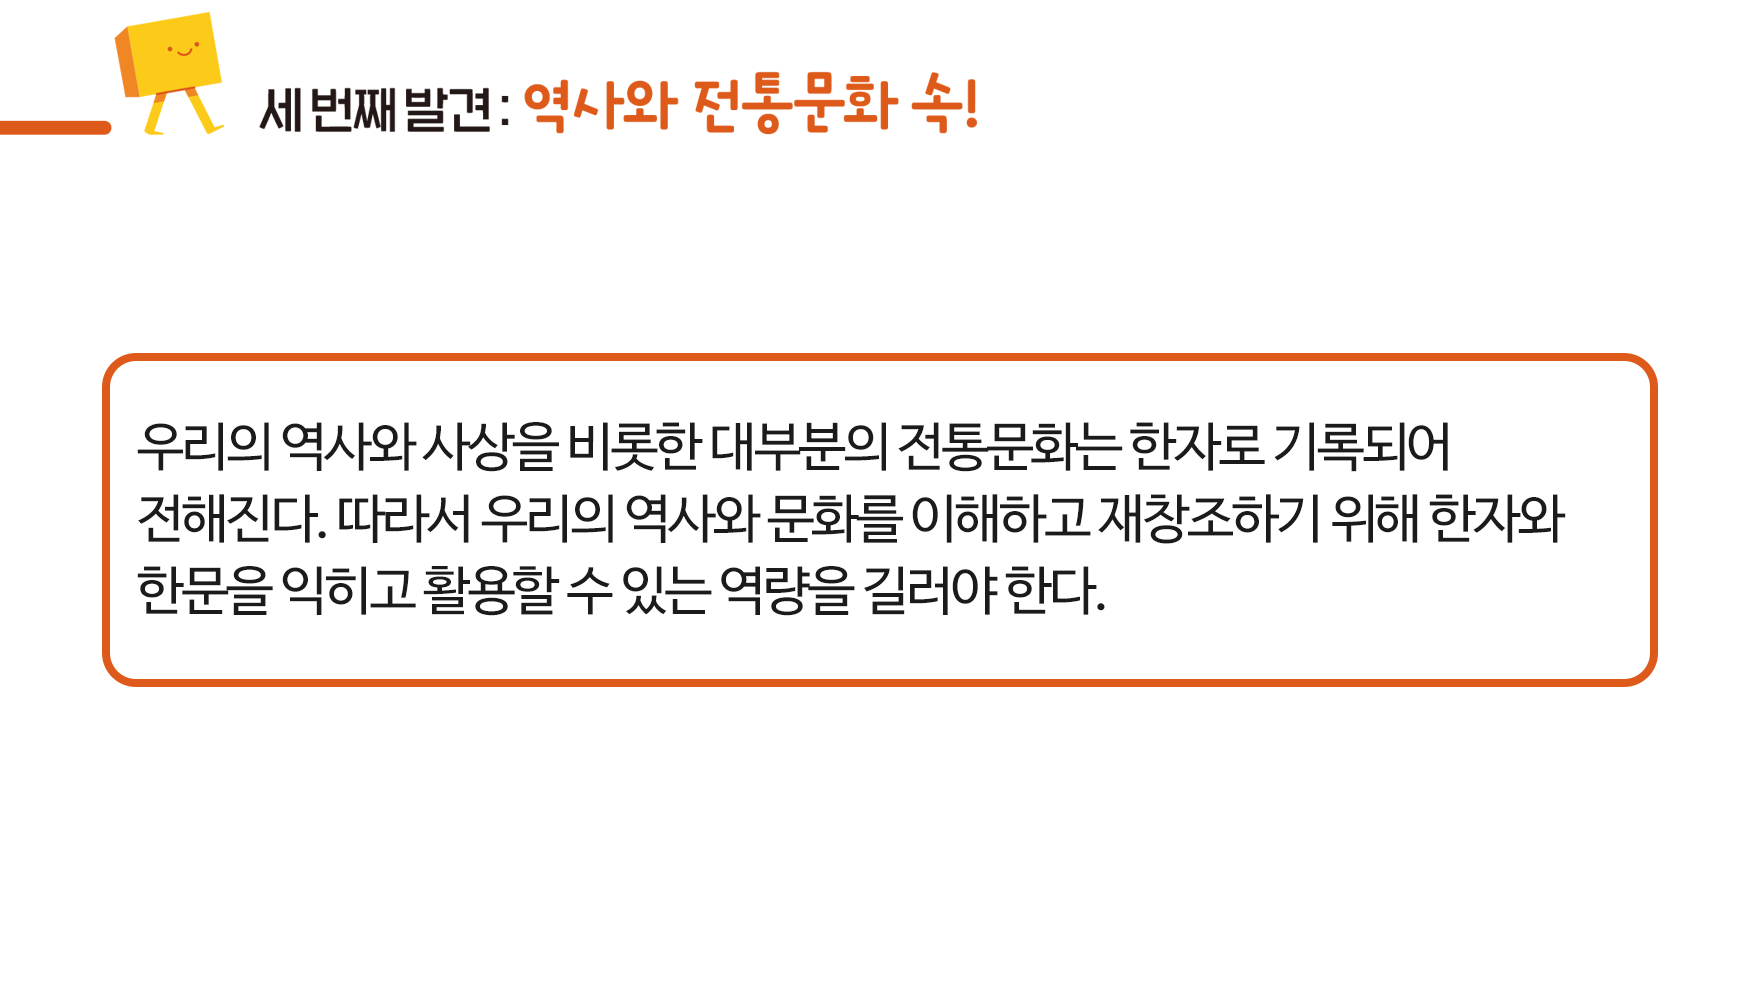 세 번째 발견 : 역사와 전통문화 속!
우리의 역사와 사상을 비롯한 대부분의 전통문화는 한자로 기록되어
전해진다. 따라서 우리의 역사와 문화를 이해하고 재창조하기 위해 한자와
한문을 익히고 활용할 수 있는 역량을 길러야 한다.